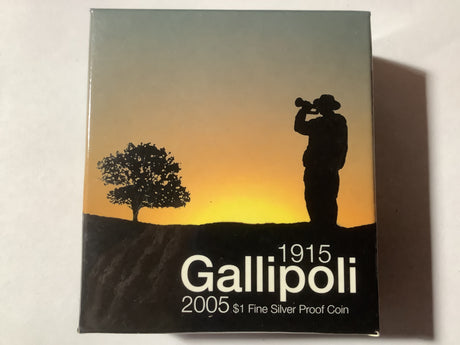 1915
Gallipoli
2005 $1 Fine Silver Proof Coin